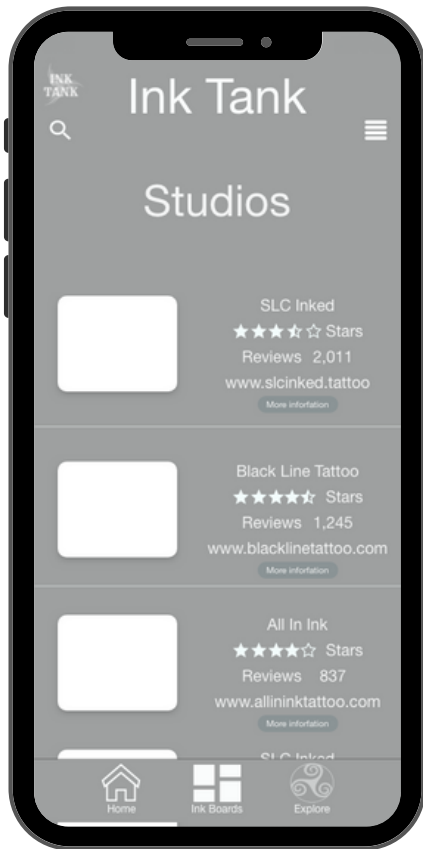 INK
TANK
Ink Tank
Studios
SLC Inked
Stars
Reviews 2,011
www.slcinked.tattoo
More infortation
Black Line Tattoo
Stars
Reviews 1,245
www.blacklinetattoo.com
More infortation
All In Ink
Stars
Reviews 837
www.allininktattoo.com
More infortation
SLC Inked
Home
Ink Boards
Explore